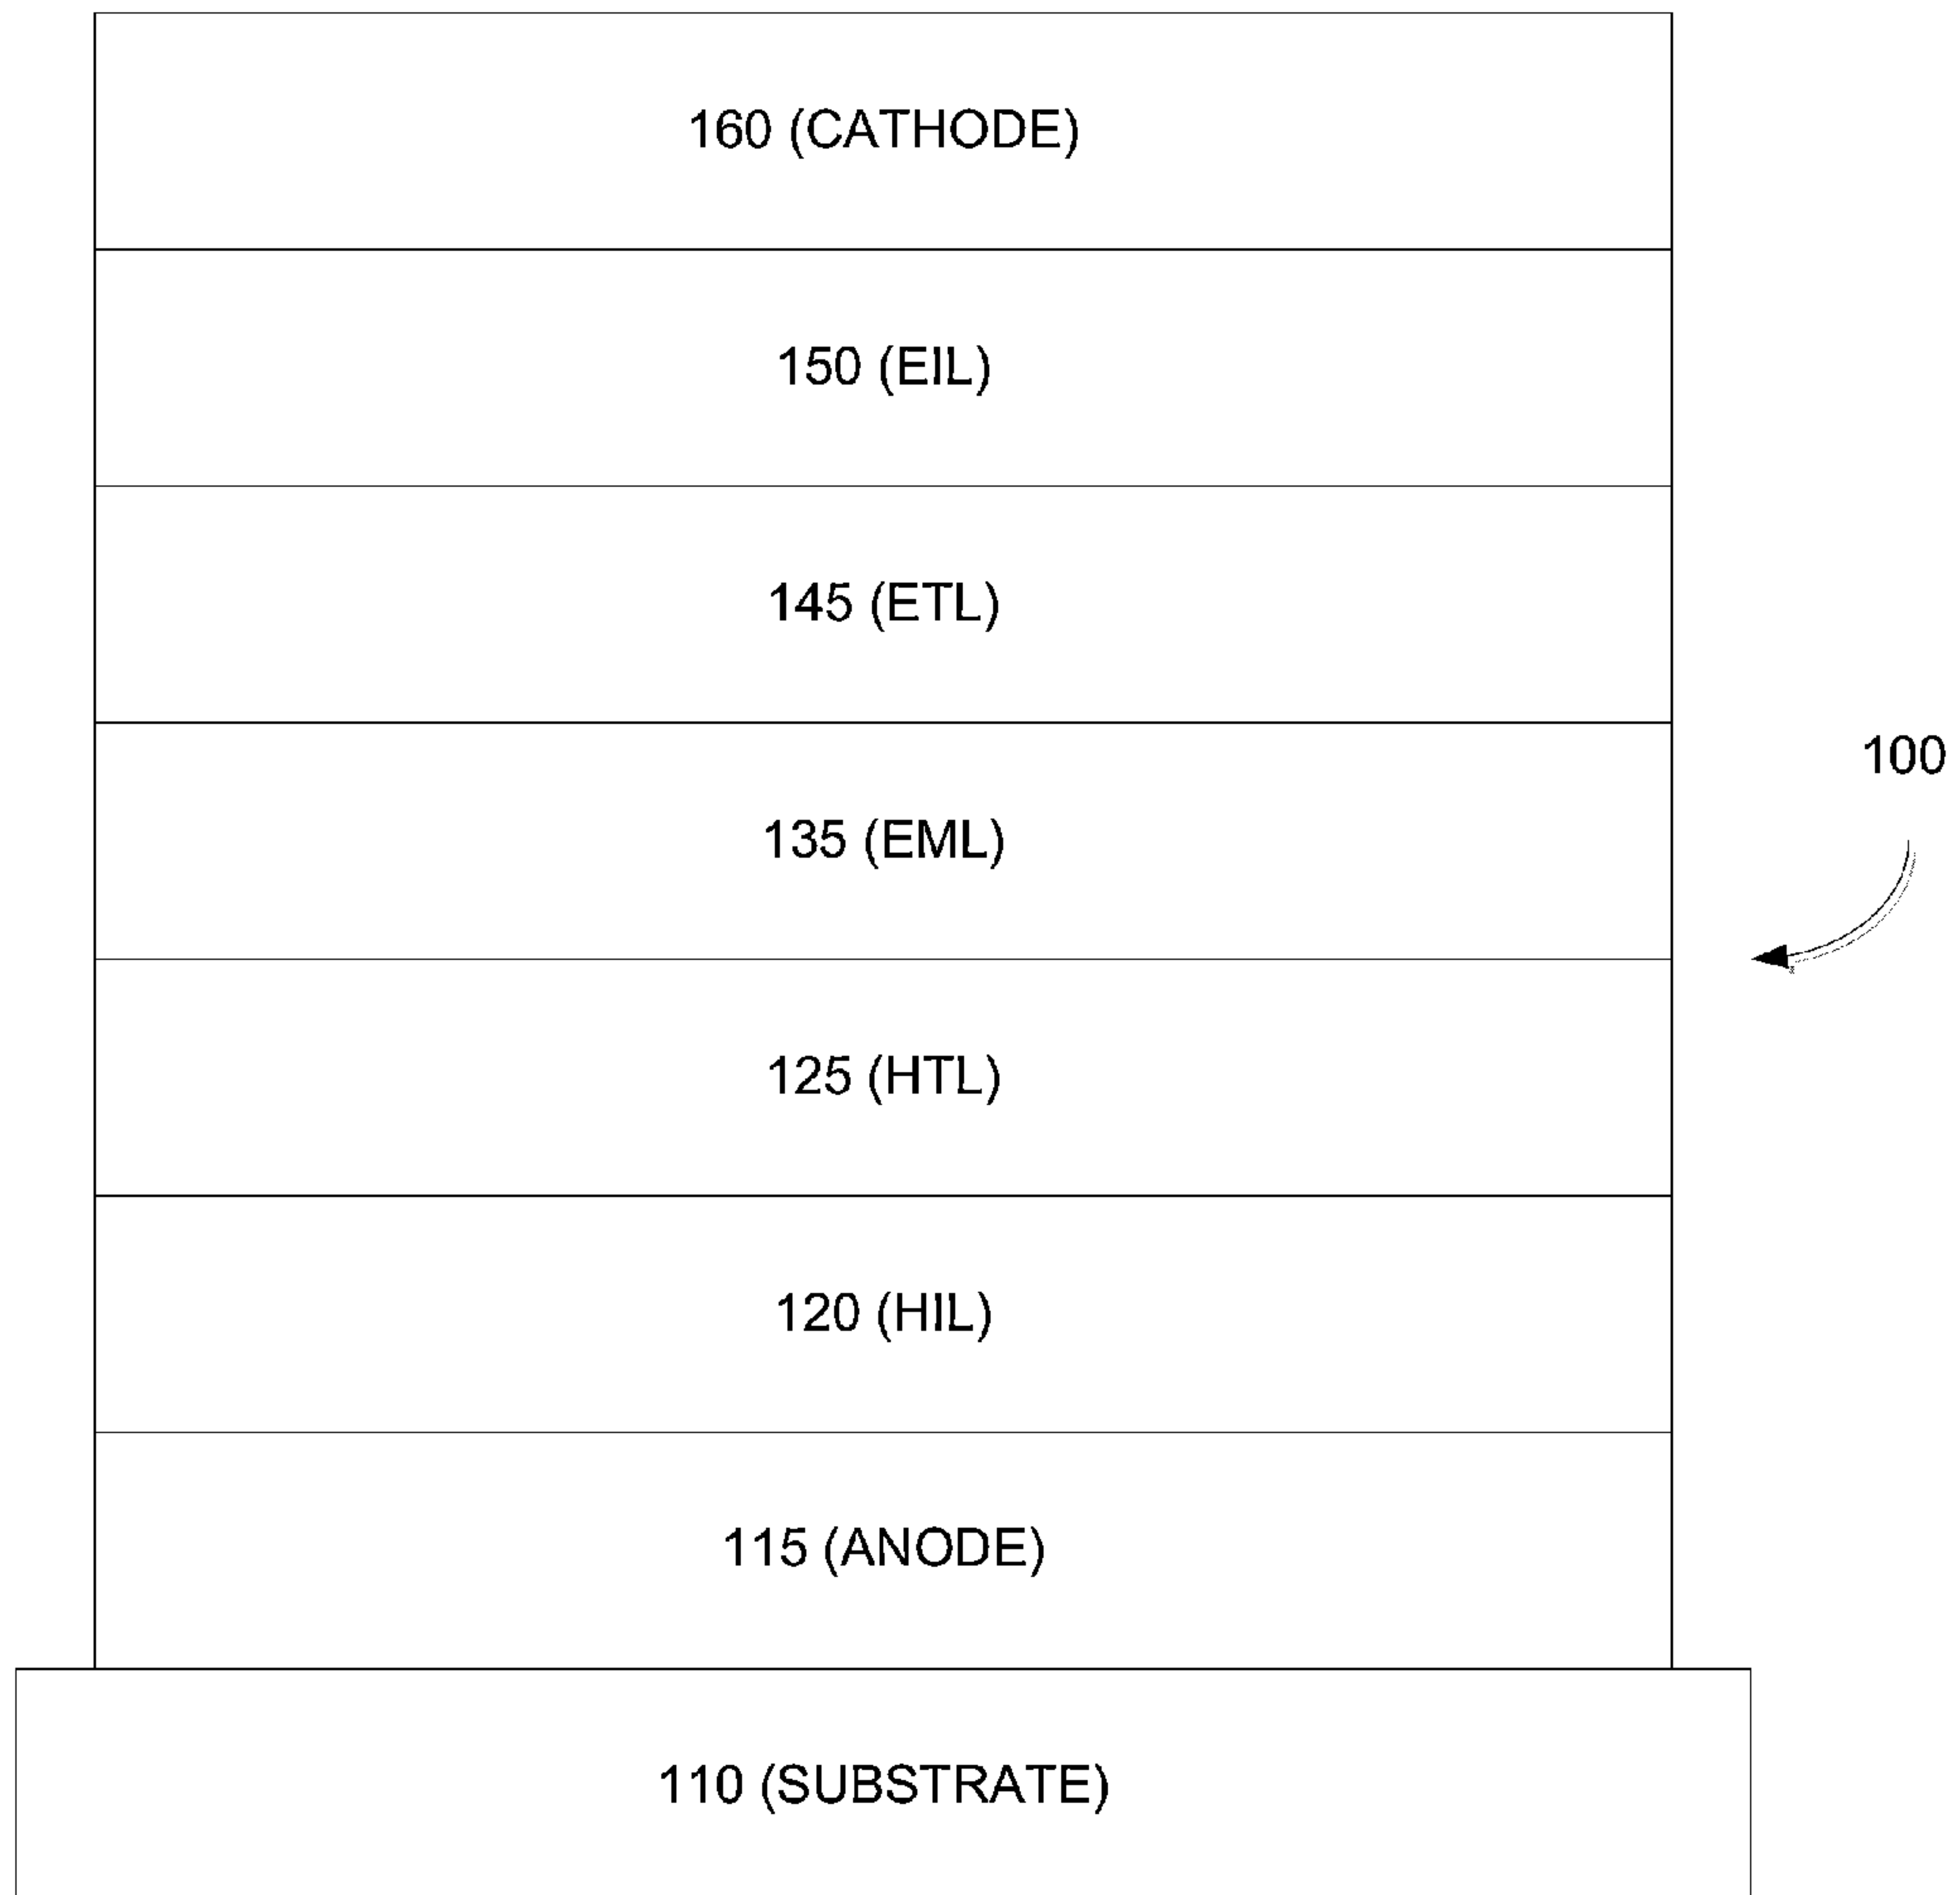 160 (CATHODE)
150 (EIL)
145 (ETL)
135 (EML)
100
125 (HTL)
120 (HIL)
115 (ANODE)
110 (SUBSTRATE)